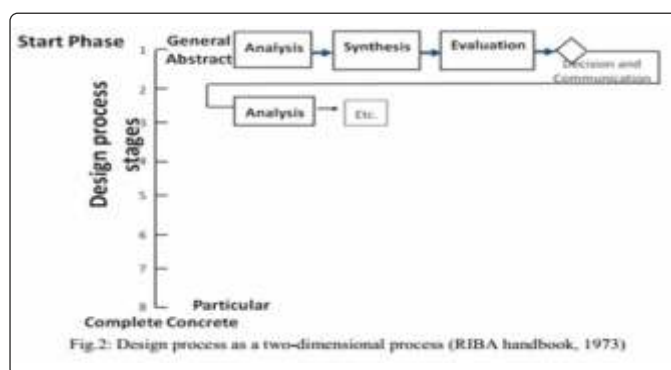 Start Phase
General
Abstract
Analysis
Synthesis
Evaluation
Decision and
Communication
1
2
3
4
5
6
7
8
Design process
stages
Analysis
Etc.
Particular
Complete Concrete
Fig.2: Design process as a two-dimensional process (RIBA handbook, 1973)